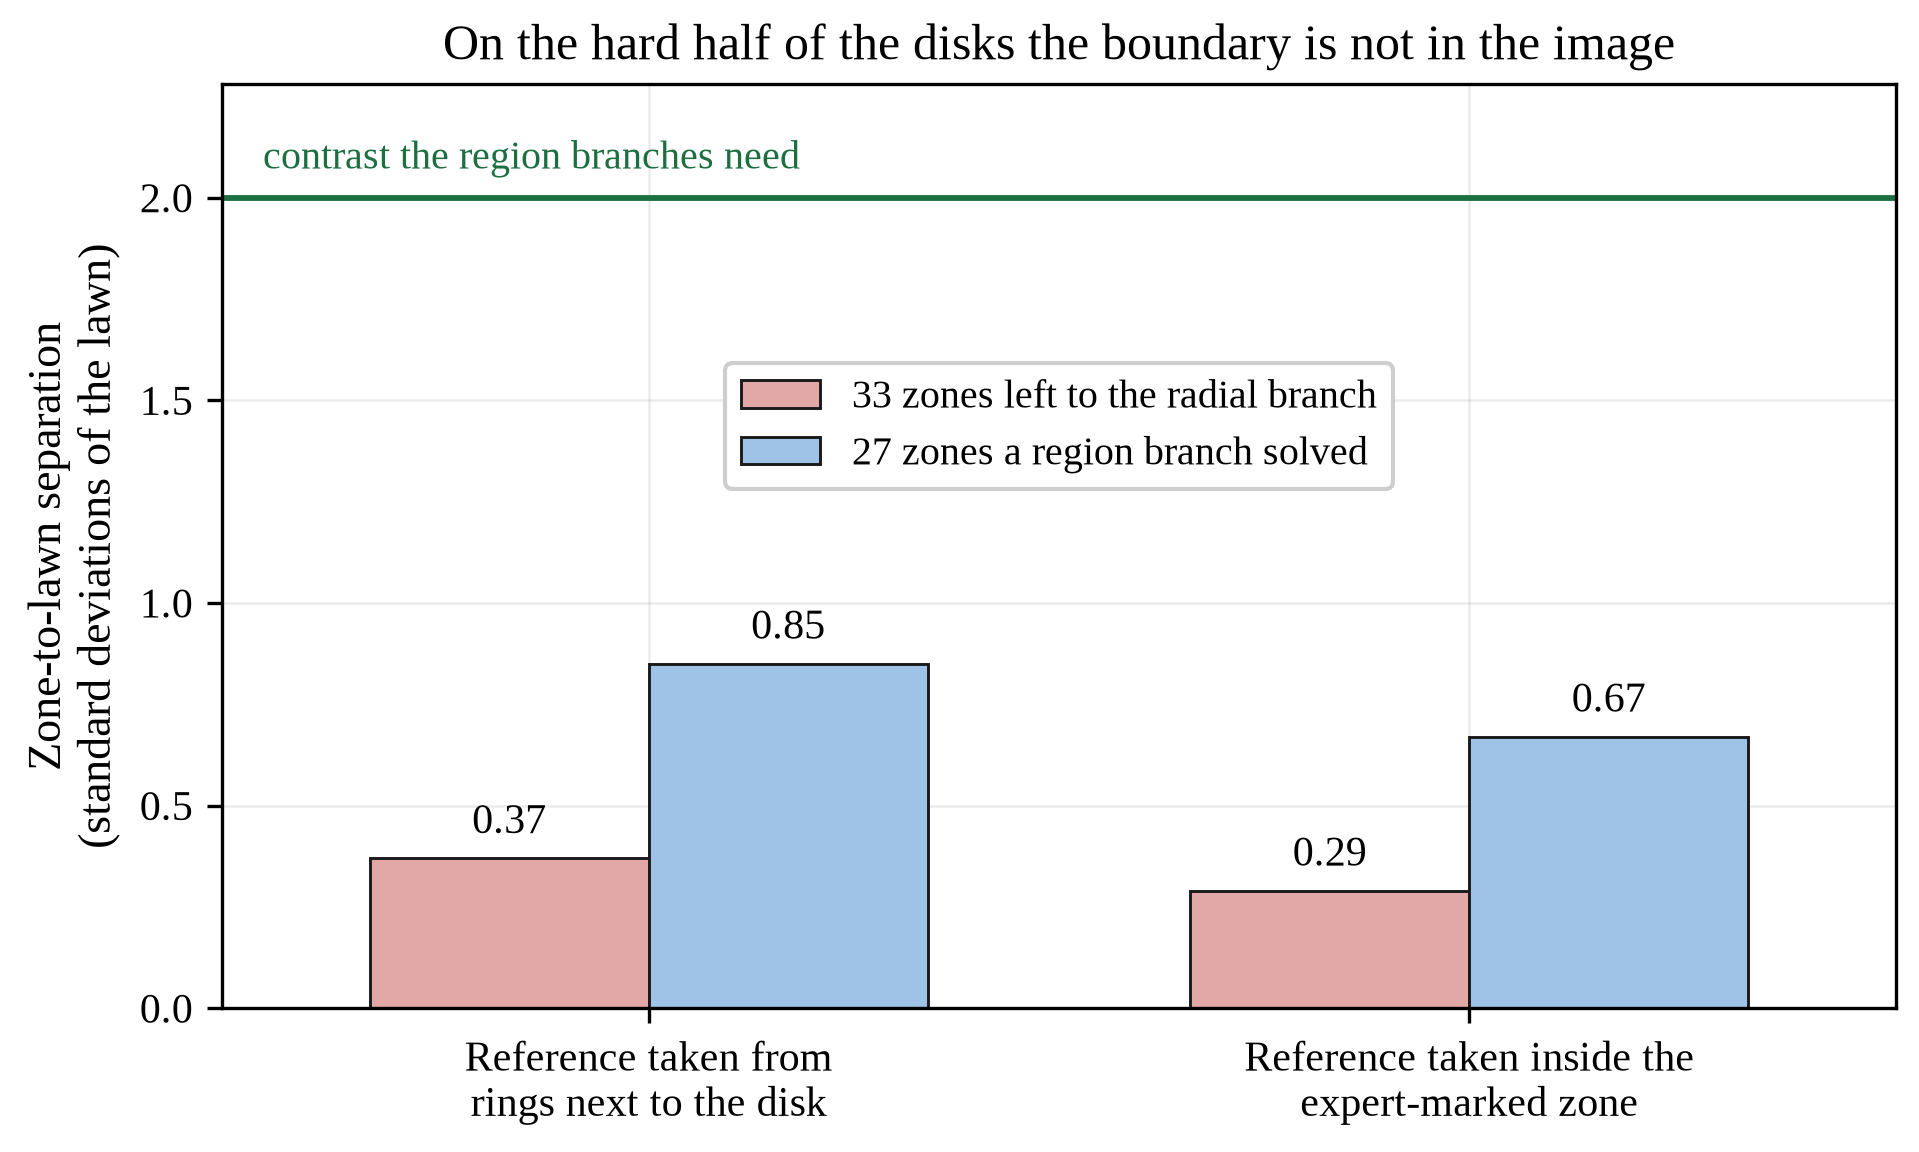 On the hard half of the disks the boundary is not in the image
contrast the region branches need
Zone-to-lawn separation
(standard deviations of the lawn)
2.0
1.5
1.0
0.5
0.0
33 zones left to the radial branch
27 zones a region branch solved
0.37
0.85
0.29
0.67
Reference taken from
rings next to the disk
Reference taken inside the
expert-marked zone